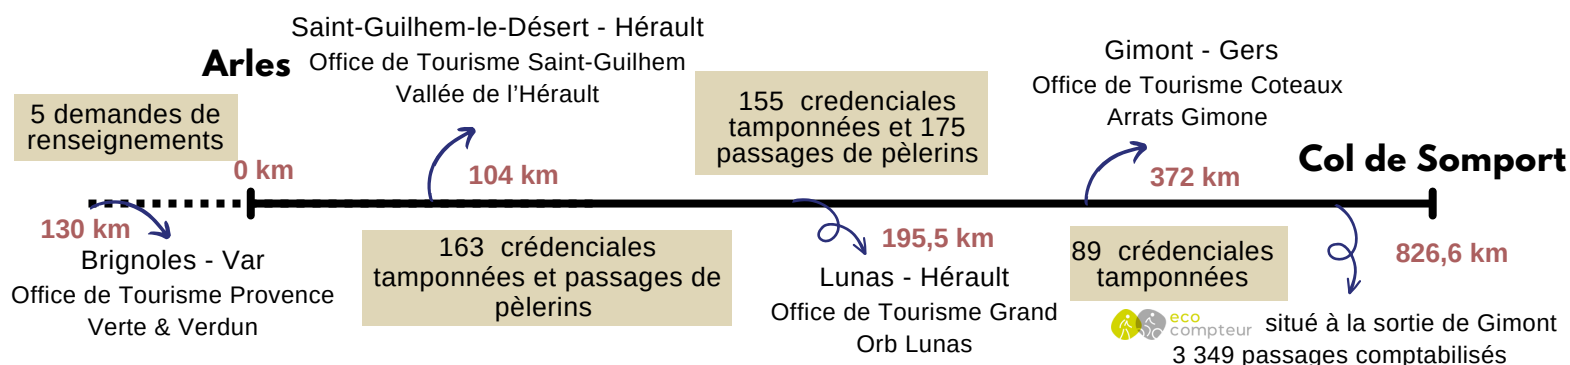 Saint-Guilhem-le-Désert - Hérault
Office de Tourisme Saint-Guilhem
Vallée de l'Hérault
Arles
5 demandes de
renseignements
0 km
104 km
155 credenciales
tamponnées et 175
passages de pèlerins
Gimont - Gers
Office de Tourisme Coteaux
Arrats Gimone
372 km
Col de Somport
130 km
Brignoles - Var
Office de Tourisme Provence
Verte & Verdun
163 crédenciales
tamponnées et passages de
pèlerins
195,5 km
Lunas - Hérault
Office de Tourisme Grand
Orb Lunas
89 crédenciales
tamponnées
826,6 km
eco
compteur
situé à la sortie de Gimont
3 349 passages comptabilisés